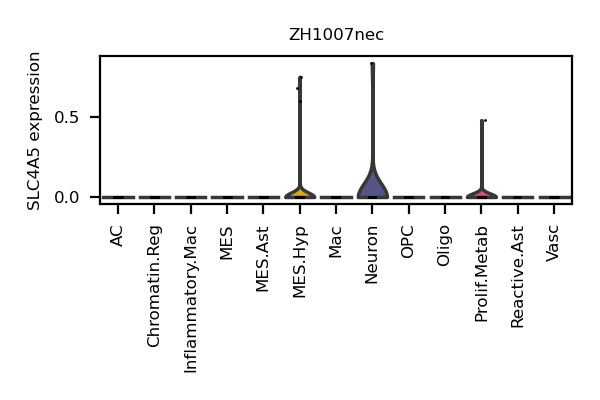 ZH1007nec
SLC4A5 expression
0.5
0.0
AC
Chromatin.Reg
Inflammatory.Mac
MES
MES.Ast
MES.Hyp
Mac
Neuron
OPC
Oligo
Prolif.Metab
Reactive.Ast
Vasc